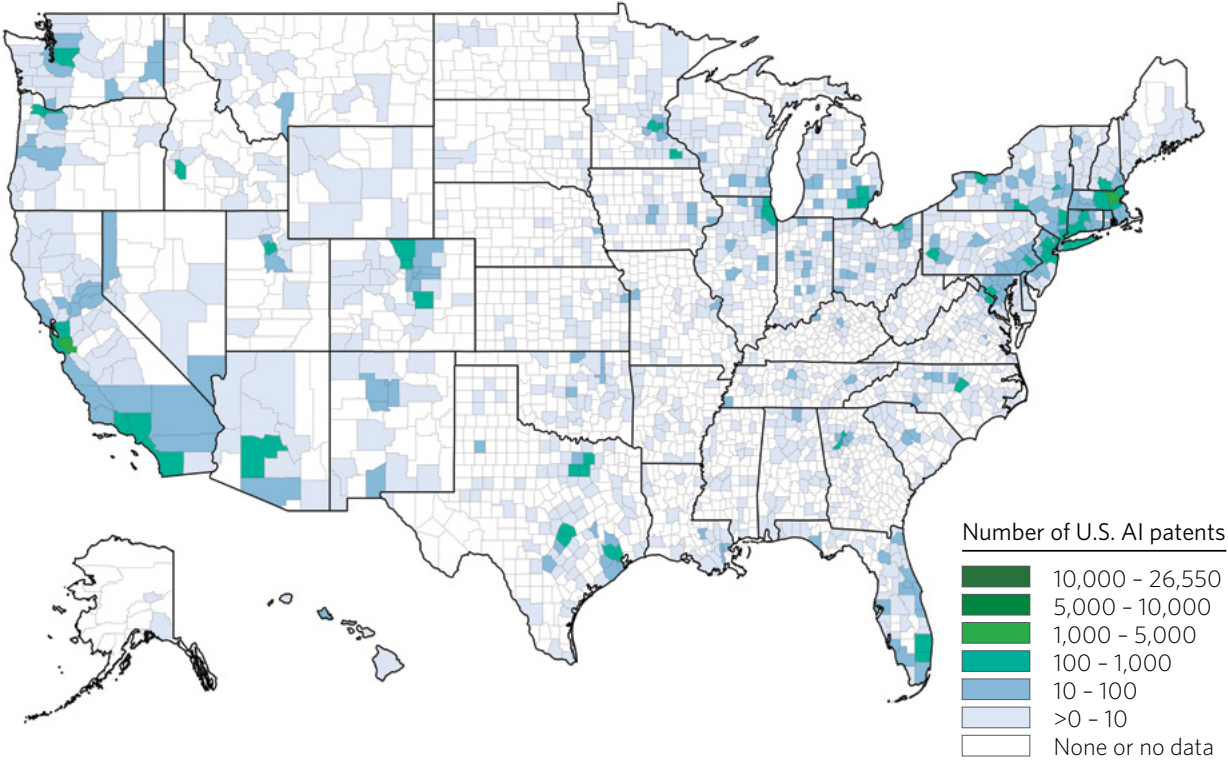 Number of U.S. AI patents
10,000 – 26,550
5,000 – 10,000
1,000 – 5,000
100 – 1,000
10 – 100
>0 – 10
None or no data